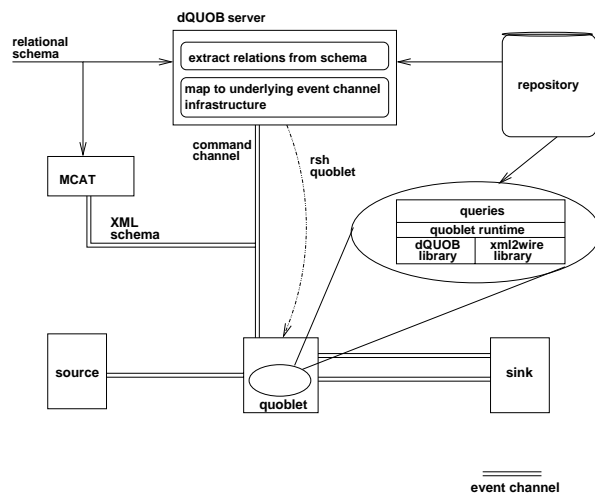 dQUOB server
relational
schema
extract relations from schema
map to underlying event channel
infrastructure
repository
command
channel
rsh
quoblet
MCAT
XML
schema
queries
quoblet runtime
dQUOB
library
xml2wire
library
source
quoblet
sink
event channel